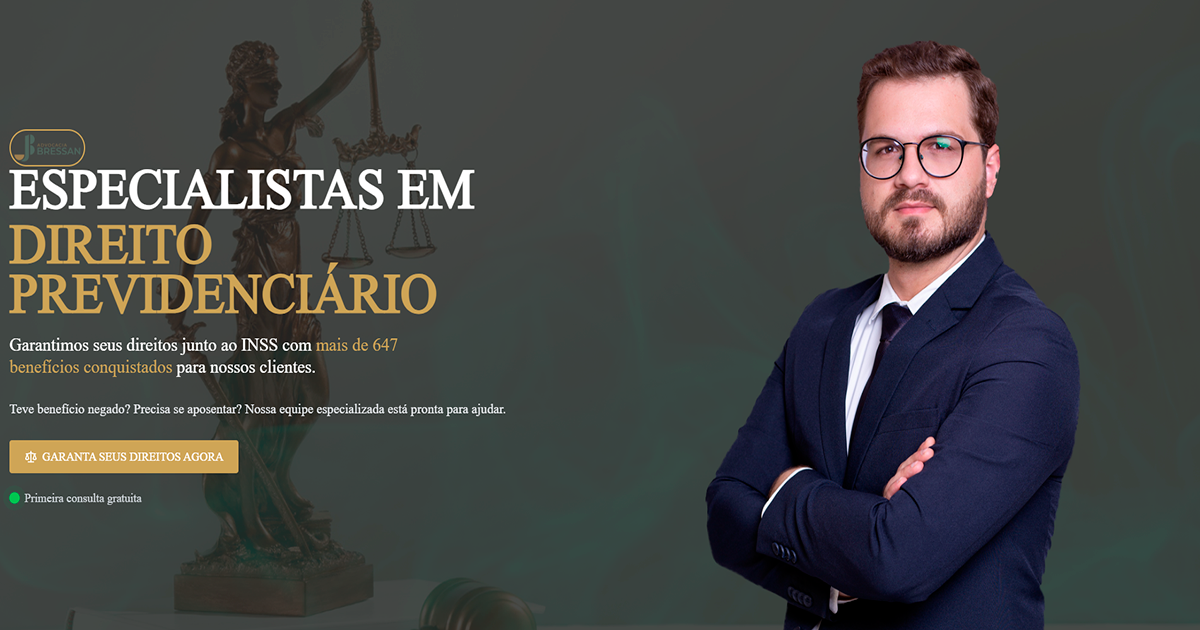 BRESSAN
ESPECIALISTAS EM
DIREITO
PREVIDENCIÁRIO
Garantimos seus direitos junto ao INSS com mais de 647
benefícios conquistados para nossos clientes.
Teve benefício negado? Precisa se aposentar? Nossa equipe especializada está pronta para ajudar.
GARANTA SEUS DIREITOS AGORA
Primeira consulta gratuita